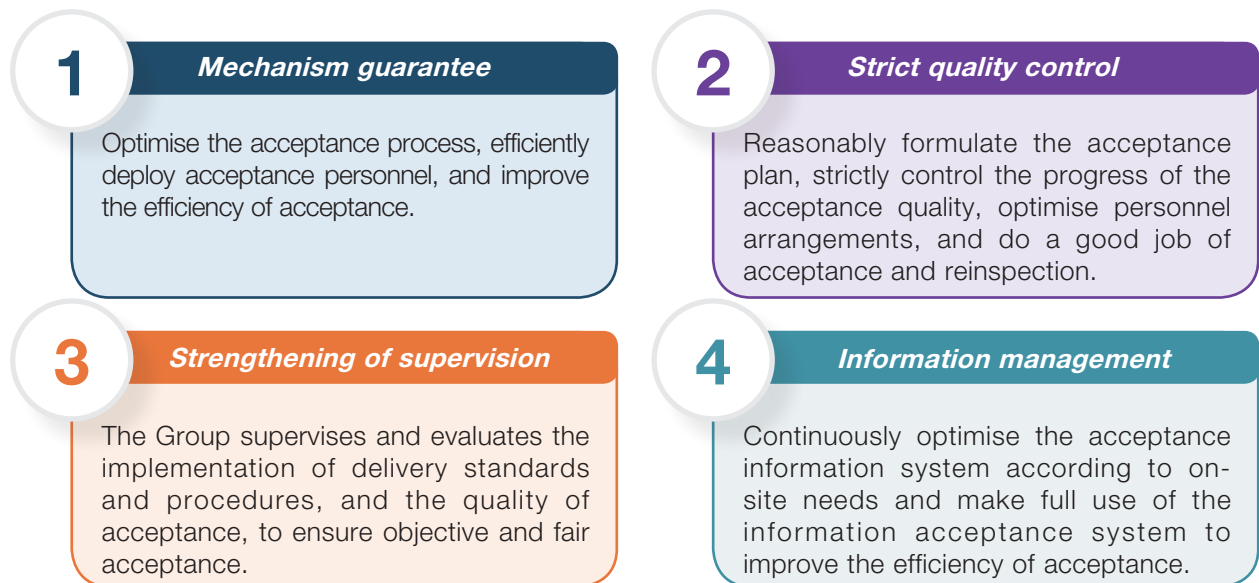 1
Mechanism guarantee
Optimise the acceptance process, efficiently
deploy acceptance personnel, and improve
the efficiency of acceptance.
2
Strict quality control
Reasonably formulate the acceptance
plan, strictly control the progress of the
acceptance quality, optimise personnel
arrangements, and do a good job of
acceptance and reinspection.
3
Strengthening of supervision
The Group supervises and evaluates the
implementation of delivery standards
and procedures, and the quality of
acceptance, to ensure objective and fair
acceptance.
4
Information management
Continuously optimise the acceptance
information system according to on-
site needs and make full use of the
information acceptance system to
improve the efficiency of acceptance.